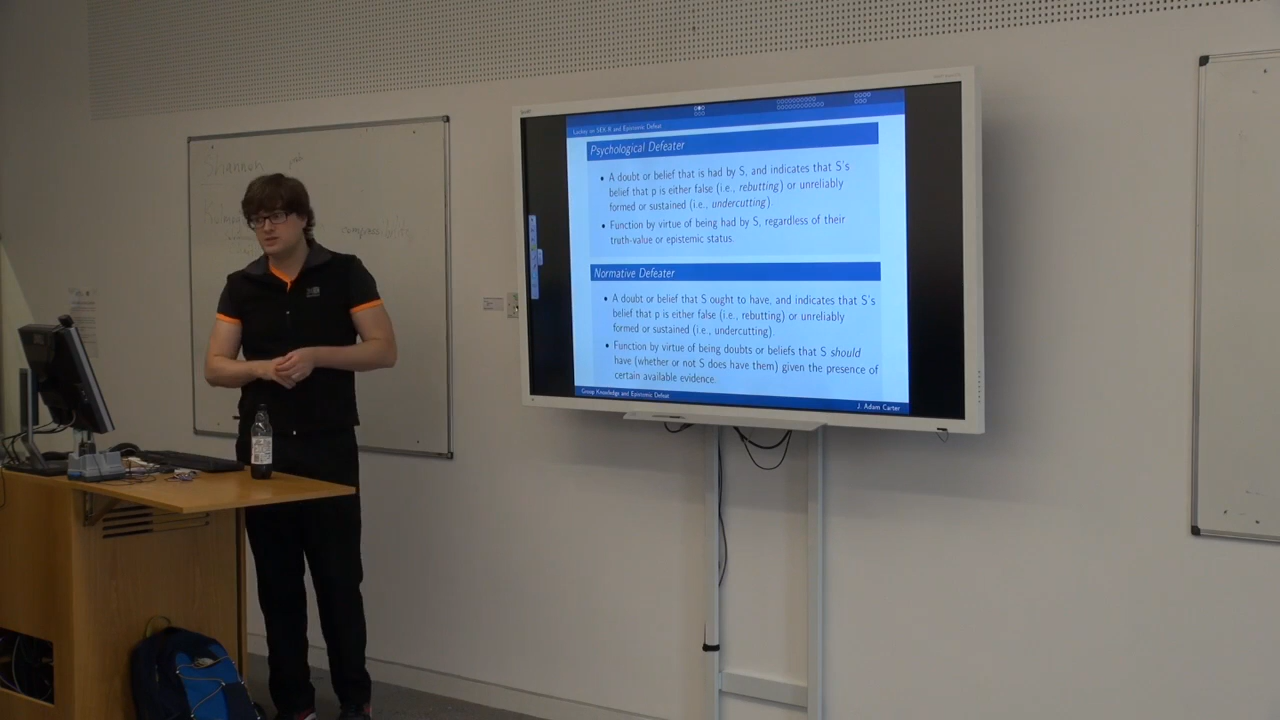 Shannon
Lackey on SEK-R and Epistemic Defeat
Psychological Defeater
• A doubt or belief that is had by S, and indicates that S's
belief that p is either false (i.e., rebutting) or unreliably
formed or sustained (i.e., undercutting)
• Function by virtue of being had by S, regardless of their
truth-value or epistemic status.
Normative Defeater
• A doubt or belief that S ought to have, and indicates that S's
belief that p is either false (i.e., rebutting) or unreliably
formed or sustained (i.e., undercutting).
• Function by virtue of being doubts or beliefs that S should
have (whether or not S does have them) given the presence of
certain available evidence.
Group Knowledge and Epistemic Defeat
J. Adam Carter